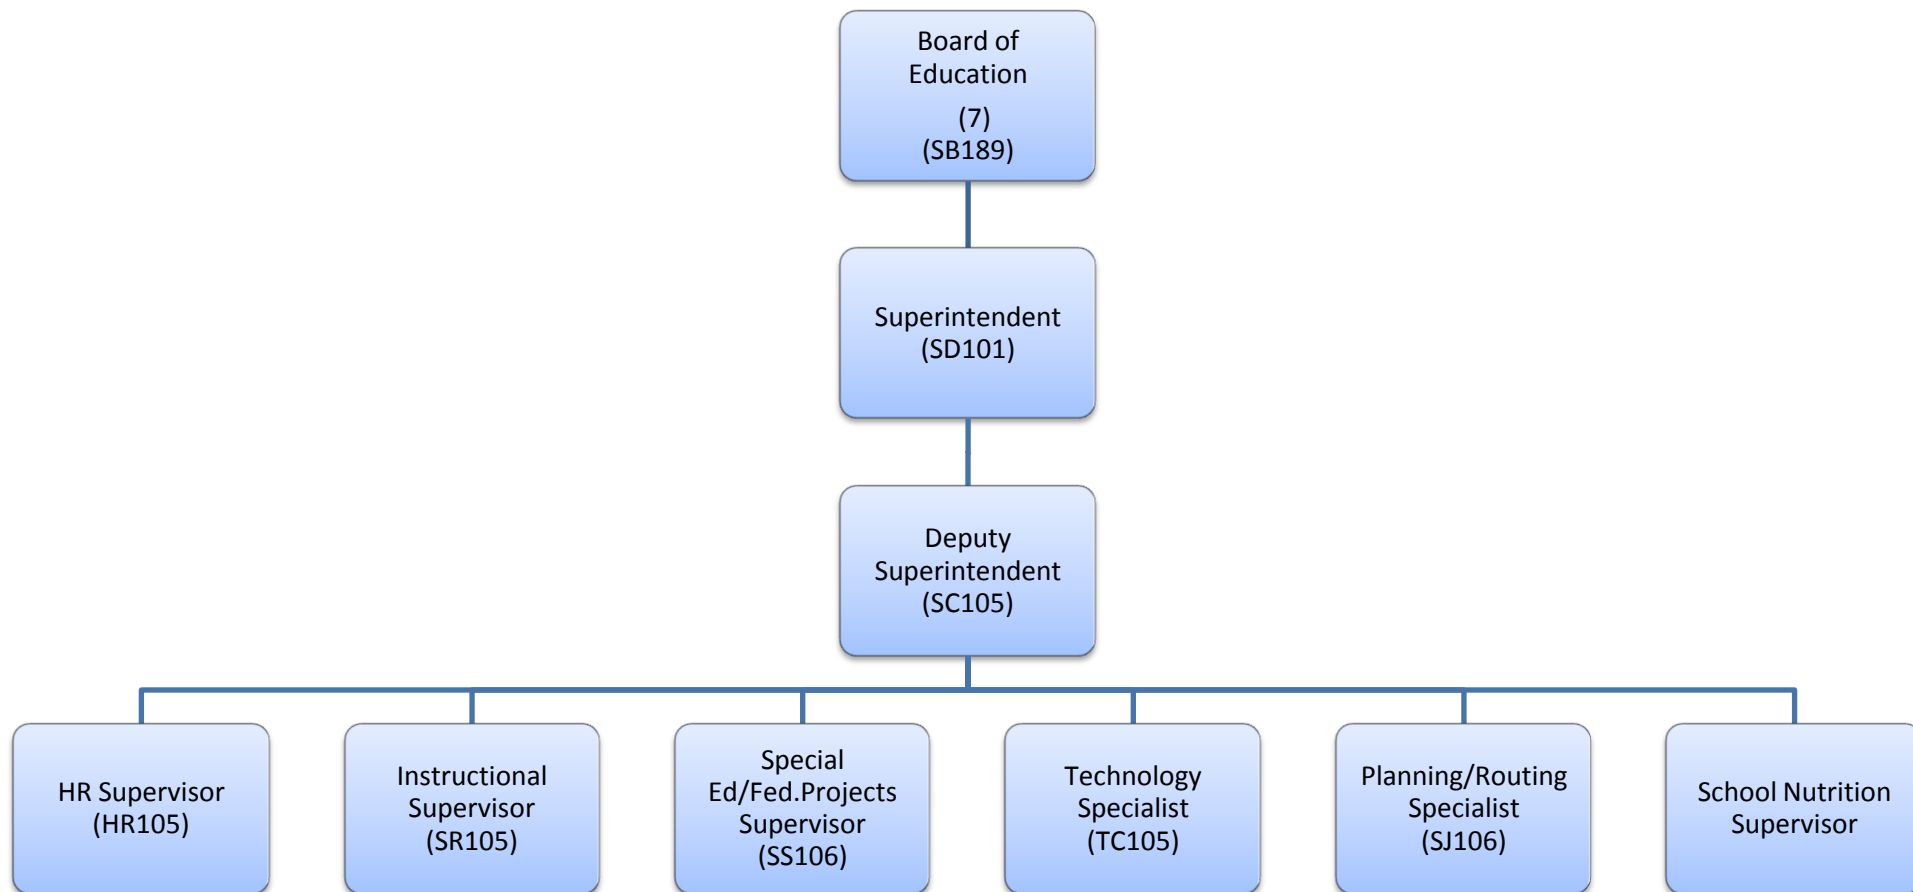 Board of
Education
(7)
(SB189)
Superintendent
(SD101)
Deputy
Superintendent
(SC105)
HR Supervisor
(HR105)
Instructional
Supervisor
(SR105)
Special
Ed/Fed.Projects
Supervisor
(SS106)
Technology
Specialist
(TC105)
Planning/Routing
Specialist
(SJ106)
School Nutrition
Supervisor